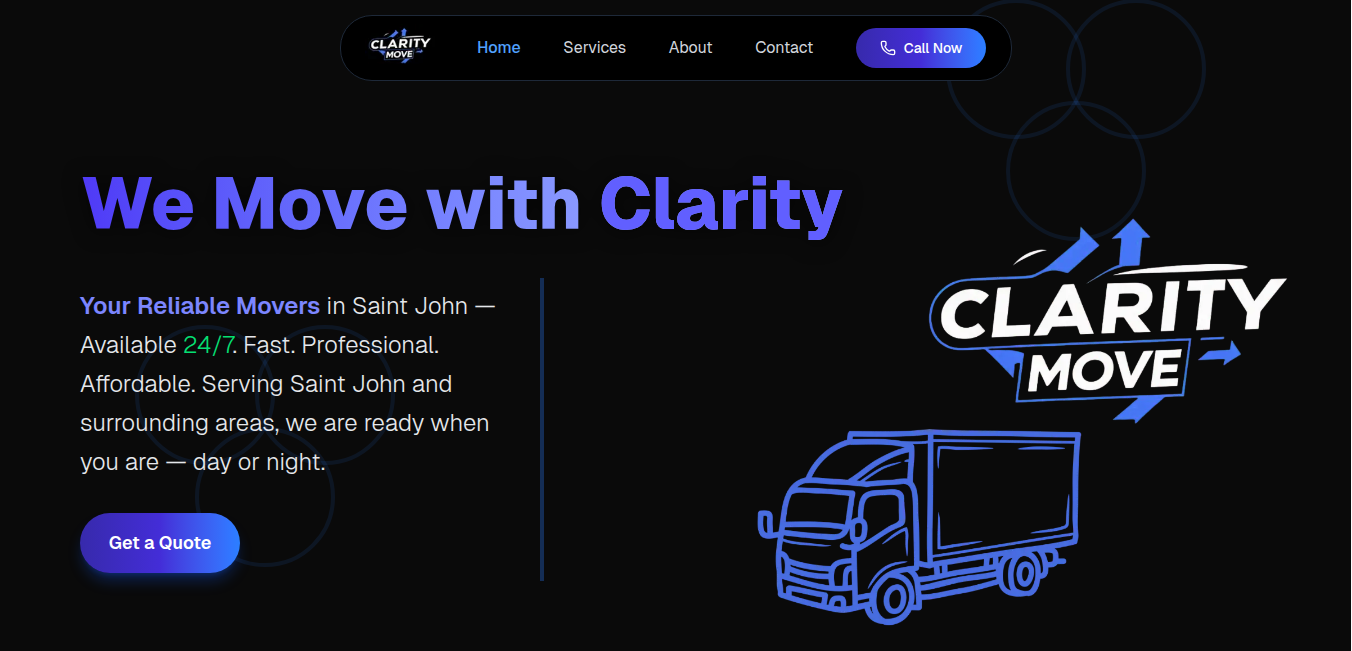 CLARITY
MOVE
Home
Services
About
Contact
Call Now
We Move with Clarity
Your Reliable Movers in Saint John —
Available 24/7. Fast. Professional.
Affordable. Serving Saint John and
surrounding areas, we are ready when
you are — day or night.
Get a Quote
CLARITY
MOVE